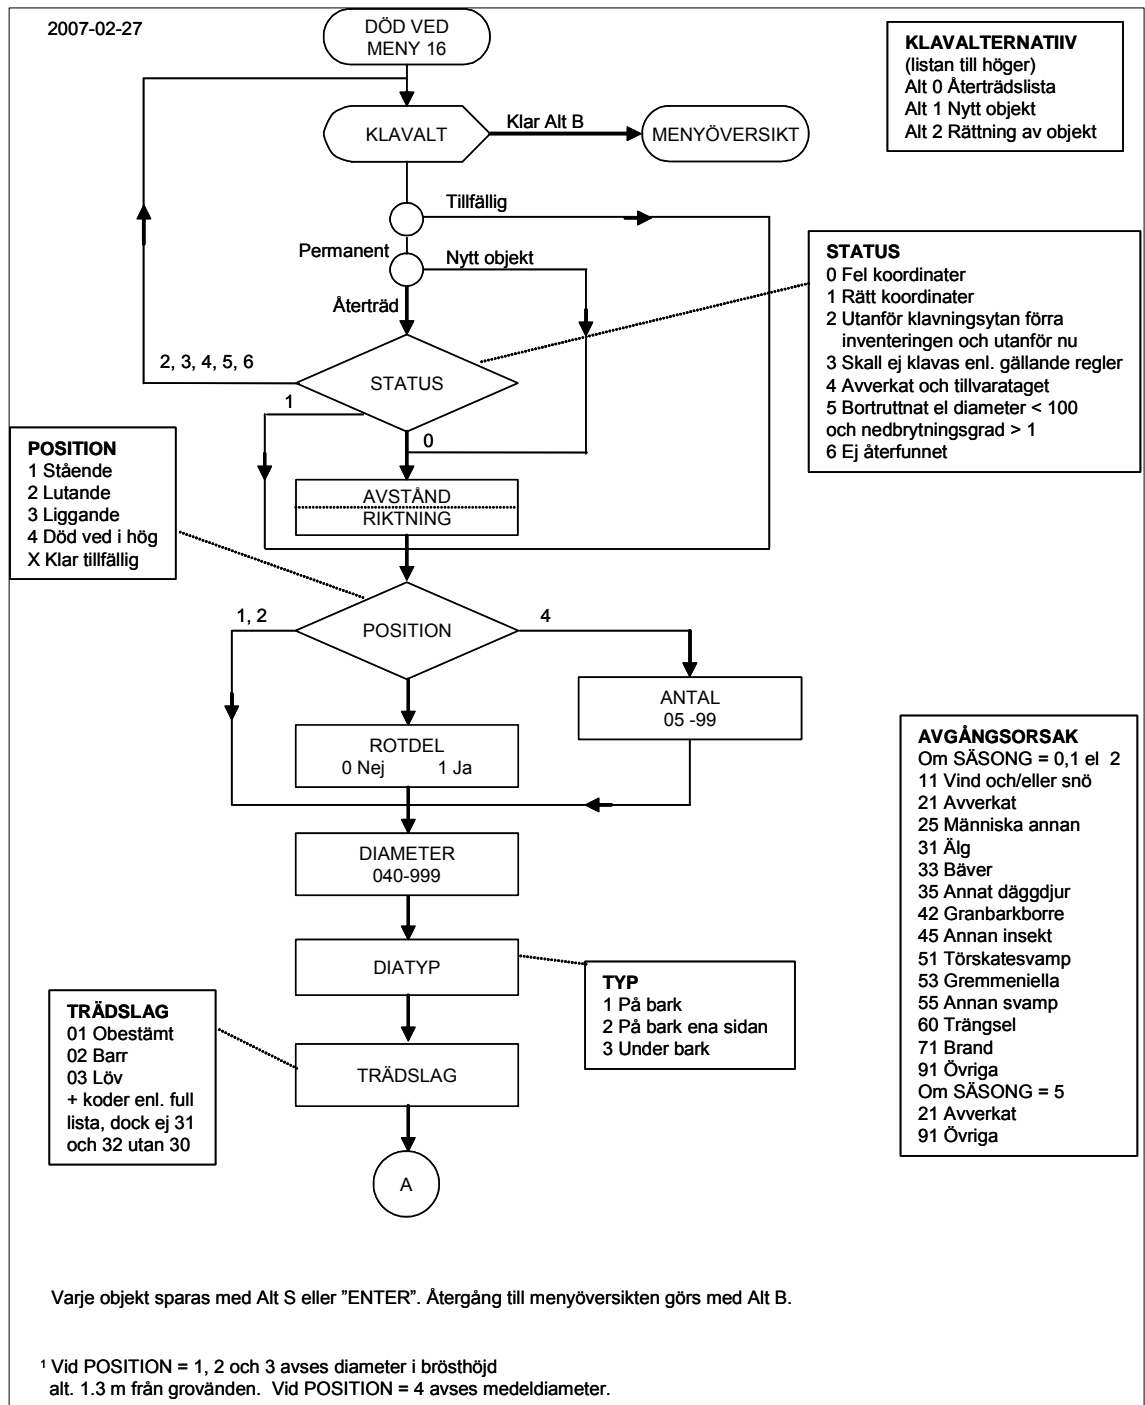 2007-02-27
DÖD VED
MENY 16
KLAVALTERNATIIV
(listan till höger)
Alt 0 Återträdslista
Alt 1 Nytt objekt
Alt 2 Rättning av objekt
KLAVALT
Klar Alt B
MENYÖVERSIKT
Tillfällig
Permanent
Nytt objekt
Återträd
STATUS
0 Fel koordinater
1 Rätt koordinater
2 Utanför klavningsytan förra
inventeringen och utanför nu
3 Skall ej klavas enl. gällande regler
4 Avverkat och tillvarataget
5 Bortruttnat el diameter < 100
och nedbrytningsgrad > 1
6 Ej återfunnet
2, 3, 4, 5, 6
STATUS
1
0
POSITION
1 Stående
2 Lutande
3 Liggande
4 Död ved i hög
X Klar tillfällig
AVSTÅND
RIKTNING
1, 2
POSITION
4
ANTAL
05 -99
ROTDEL
0 Nej 1 Ja
DIAMETER
040-999
AVGÅNGSORSAK
Om SÄSONG = 0,1 el 2
11 Vind och/eller snö
21 Avverkat
25 Människa annan
31 Älg
33 Bäver
35 Annat däggdjur
42 Granbarkborre
45 Annan insekt
51 Törskatesvamp
53 Gremmeniella
55 Annan svamp
60 Trängsel
71 Brand
91 Övriga
Om SÄSONG = 5
21 Avverkat
91 Övriga
DIATYP
TYP
1 På bark
2 På bark ena sidan
3 Under bark
TRÄDSLAG
01 Obestämt
02 Barr
03 Löv
+ koder enl. full
lista, dock ej 31
och 32 utan 30
TRÄDSLAG
A
Varje objekt sparas med Alt S eller ”ENTER”. Återgång till menyöversikten görs med Alt B.
¹ Vid POSITION = 1, 2 och 3 avses diameter i brösthöjd
alt. 1.3 m från grovänden. Vid POSITION = 4 avses medeldiameter.